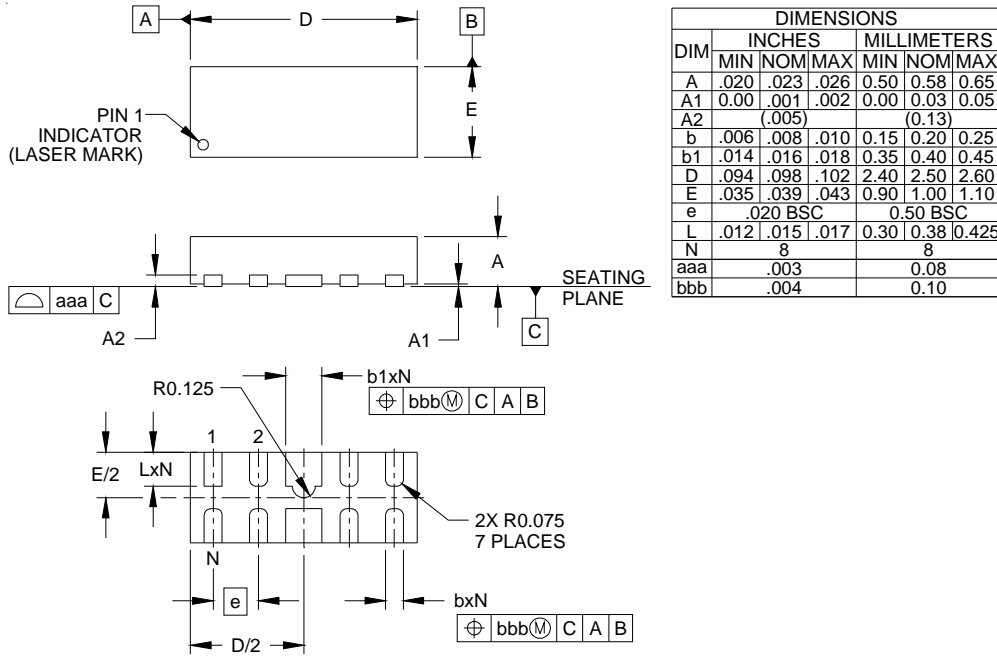 A
D
B
E
PIN 1
INDICATOR
(LASER MARK)
A
SEATING
PLANE
aaa C
A2
A1
C
b1xN
R0.125
bbb Ⓜ C A B
1 2
E/2
LxN
2X R0.075
7 PLACES
N
e
bxN
bbb Ⓜ C A B
D/2
DIMENSIONS
DIM INCHES MILLIMETERS
MIN NOM MAX MIN NOM MAX
A .020 .023 .026 0.50 0.58 0.65
A1 0.00 .001 .002 0.00 0.03 0.05
A2 (.005) (0.13)
b .006 .008 .010 0.15 0.20 0.25
b1 .014 .016 .018 0.35 0.40 0.45
D .094 .098 .102 2.40 2.50 2.60
E .035 .039 .043 0.90 1.00 1.10
e .020 BSC 0.50 BSC
L .012 .015 .017 0.30 0.38 0.425
N 8 8
aaa .003 0.08
bbb .004 0.10